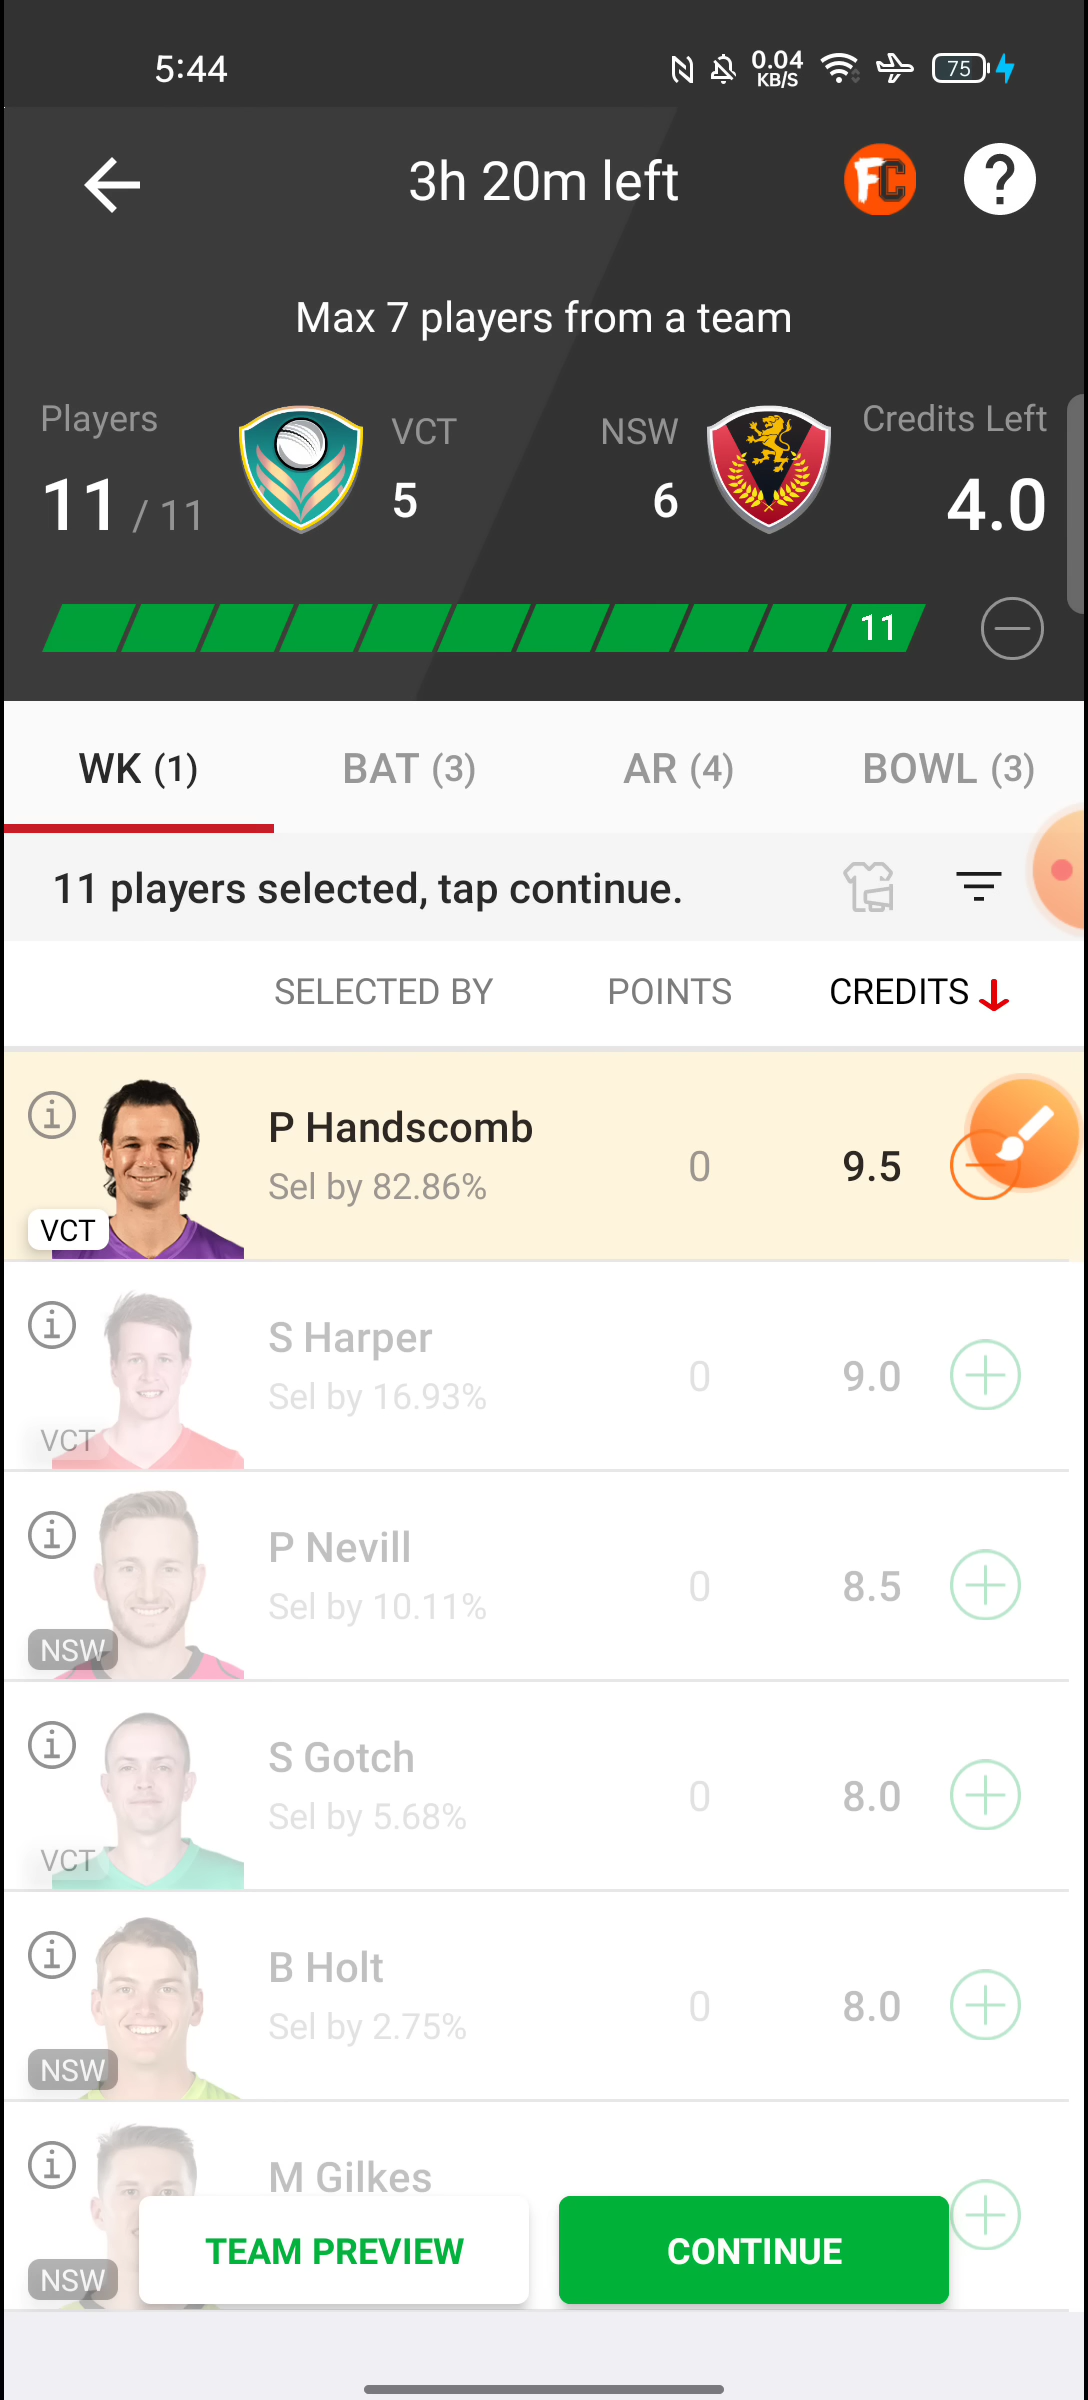 5:44
0.04
KB/S
75
3h 20m left
FC
?
Max 7 players from a team
Players
11 / 11
VCT
5
NSW
6
Credits Left
4.0
11
WK (1)
BAT (3)
AR (4)
BOWL (3)
11 players selected, tap continue.
SELECTED BY
POINTS
CREDITS
P Handscomb
Sel by 82.86%
0
9.5
VCT
S Harper
Sel by 16.93%
0
9.0
VCT
P Nevill
Sel by 10.11%
0
8.5
NSW
S Gotch
Sel by 5.68%
0
8.0
VCT
B Holt
Sel by 2.75%
0
8.0
NSW
M Gilkes
NSW
TEAM PREVIEW
CONTINUE